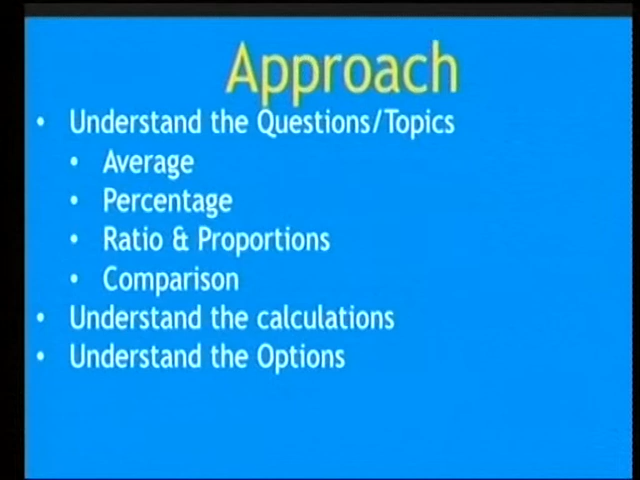 Approach
• Understand the Questions/Topics
• Average
• Percentage
• Ratio & Proportions
• Comparison
• Understand the calculations
• Understand the Options